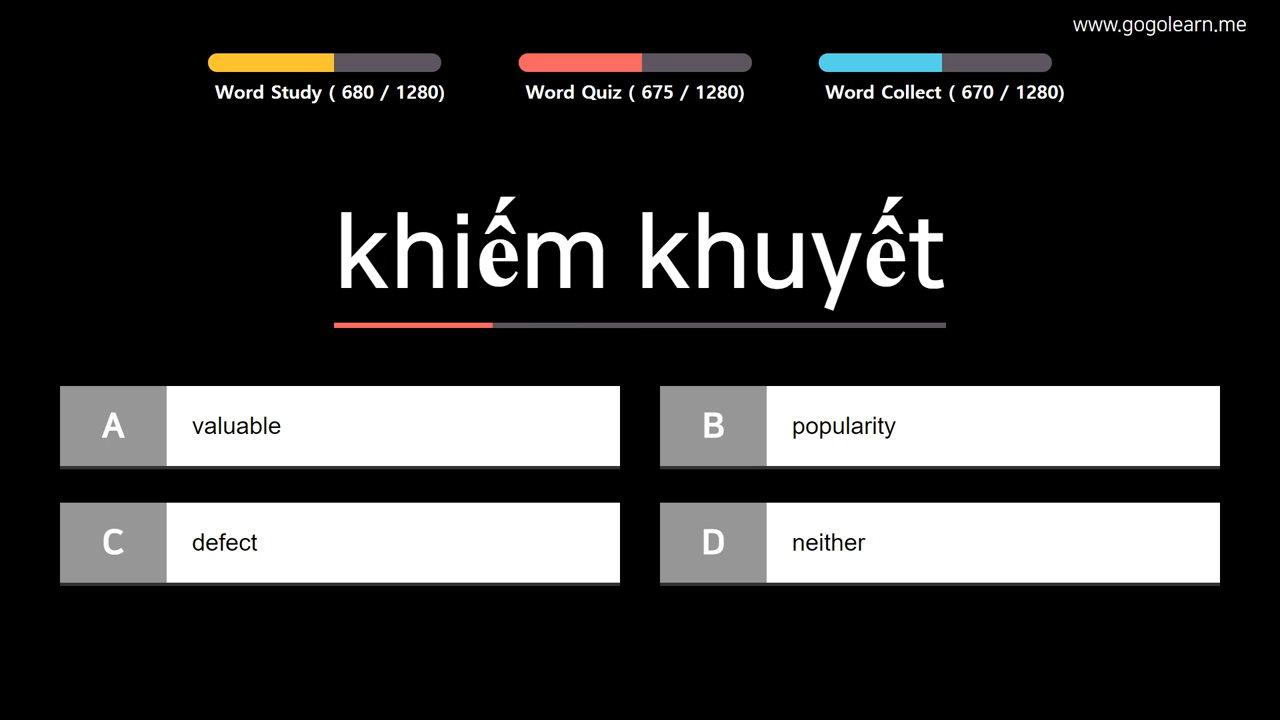 www.gogolearn.me
Word Study ( 680 / 1280)
Word Quiz ( 675 / 1280)
Word Collect ( 670 / 1280)
khiếm khuyết
A valuable
B popularity
C defect
D neither